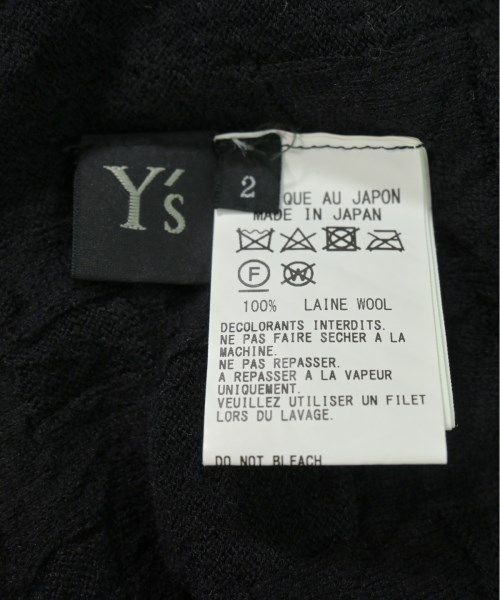 Y's
2
QUE AU JAPON
MADE IN JAPAN
F W
100% LAINE WOOL
DECOLORANTS INTERDITS.
NE PAS FAIRE SECHER A LA
MACHINE.
NE PAS REPASSER.
A REPASSER A LA VAPEUR
UNIQUEMENT.
VEUILLEZ UTILISER UN FILET
LORS DU LAVAGE.
DO NOT BLEACH